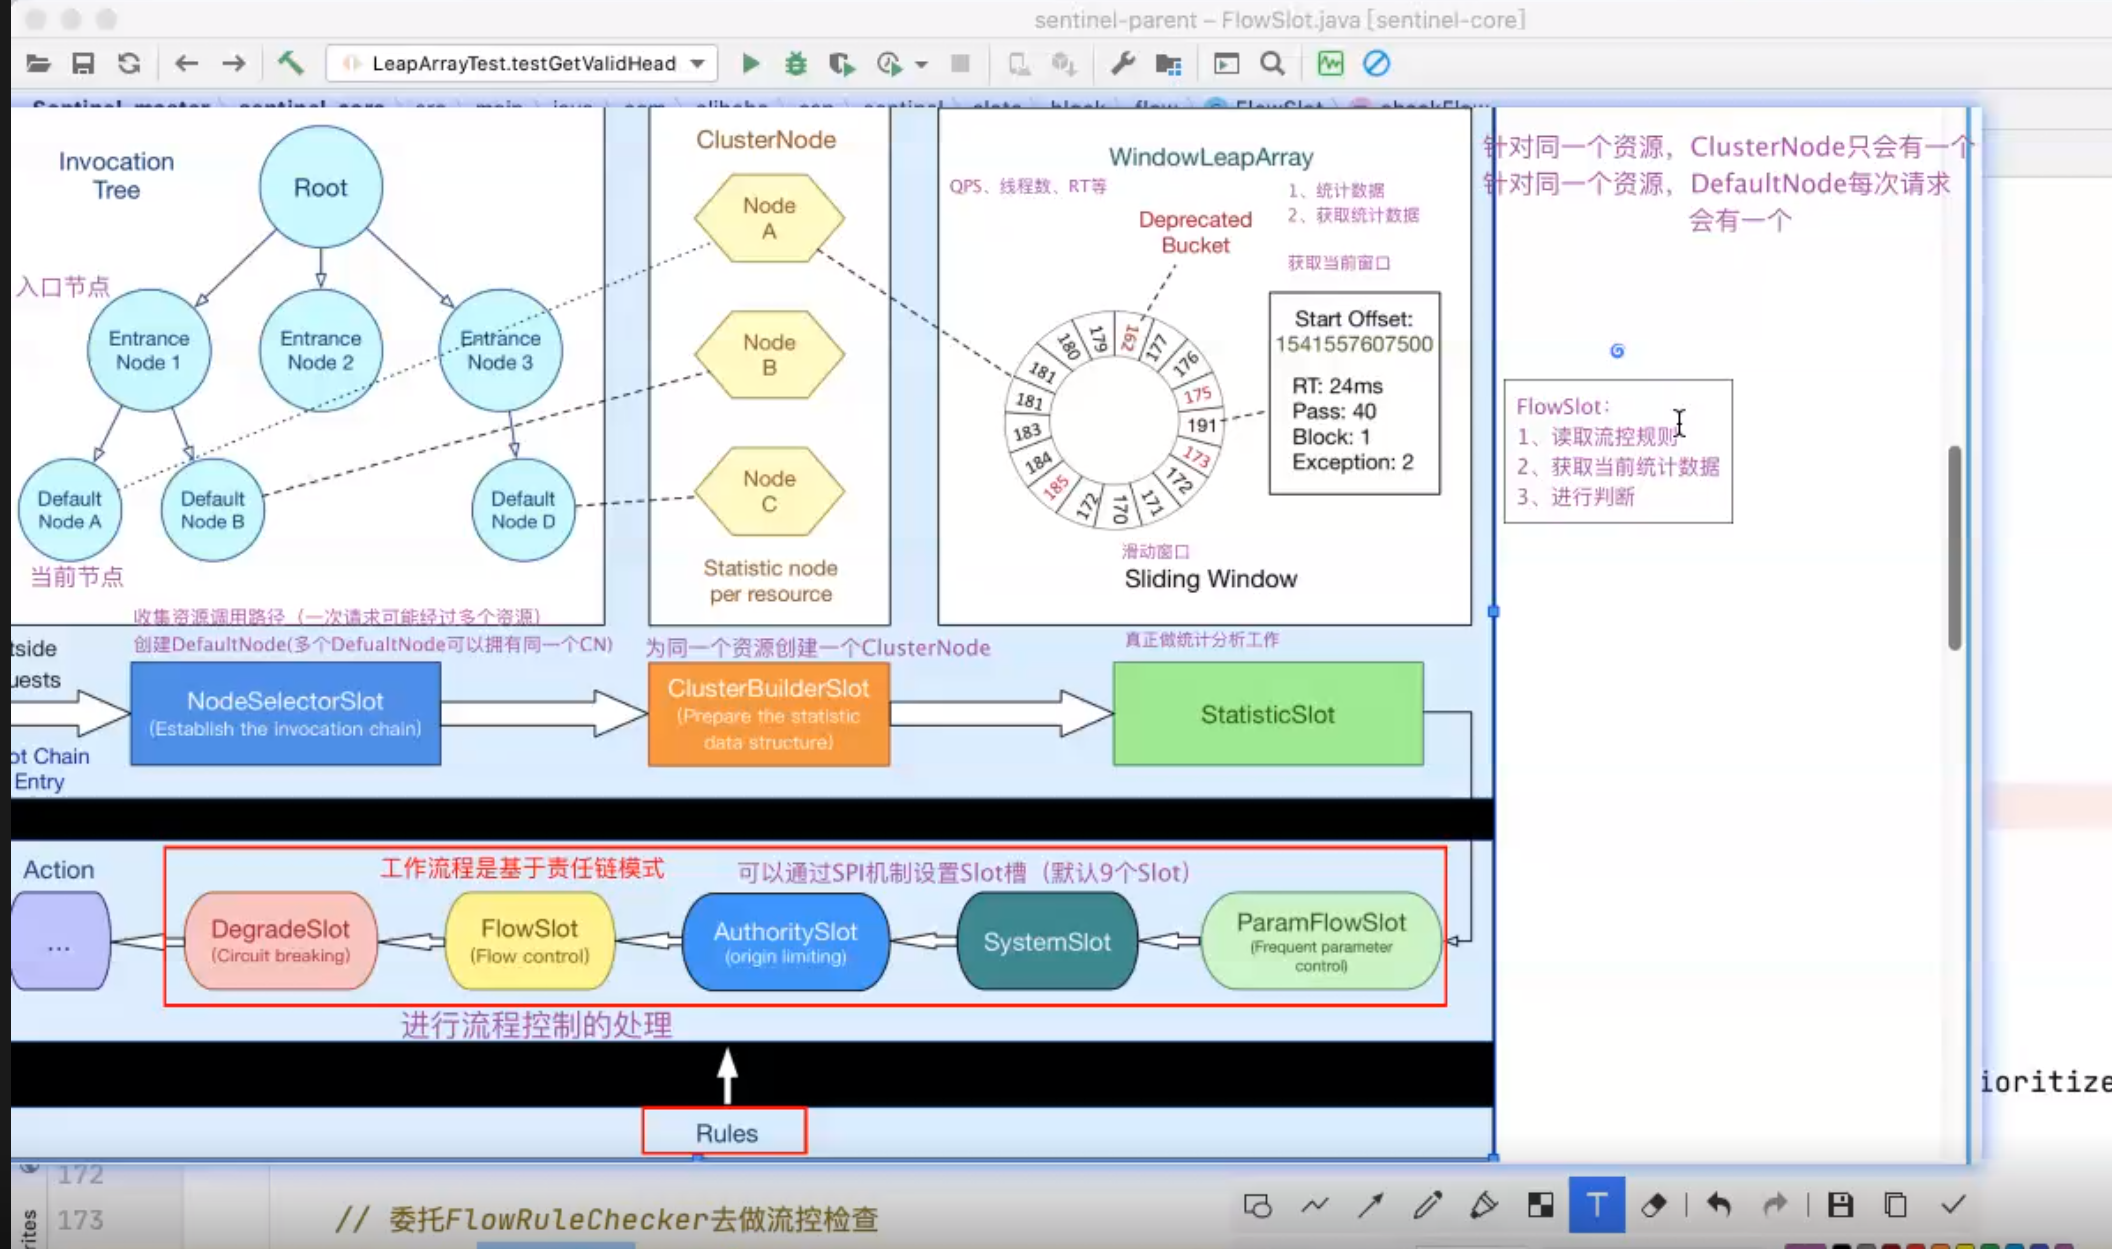 sentinel-parent – FlowSlot.java [sentinel-core]
LeapArrayTest.testGetValidHead
Invocation
Tree
Root
入口节点
Entrance
Node 1
Entrance
Node 2
Entrance
Node 3
Default
Node A
Default
Node B
Default
Node D
当前节点
ClusterNode
Node
A
Node
B
Node
C
Statistic node
per resource
WindowLeapArray
QPS、线程数、RT等
1、统计数据
2、获取统计数据
Deprecated
Bucket
获取当前窗口
Start Offset:
1541557607500
RT: 24ms
Pass: 40
Block: 1
Exception: 2
162
177
176
175
191
173
172
171
170
172
185
184
183
181
181
180
179
滑动窗口
Sliding Window
针对同一个资源，ClusterNode只会有一个
针对同一个资源，DefaultNode每次请求
会有一个
FlowSlot：
1、读取流控规则
2、获取当前统计数据
3、进行判断
收集资源调用路径（一次请求可能经过多个资源）
创建DefaultNode(多个DefualtNode可以拥有同一个CN)
为同一个资源创建一个ClusterNode
真正做统计分析工作
tside
uests
NodeSelectorSlot
(Establish the invocation chain)
ClusterBuilderSlot
(Prepare the statistic
data structure)
StatisticSlot
ot Chain
Entry
Action
工作流程是基于责任链模式
可以通过SPI机制设置Slot槽（默认9个Slot）
...
DegradeSlot
(Circuit breaking)
FlowSlot
(Flow control)
AuthoritySlot
(origin limiting)
SystemSlot
ParamFlowSlot
(Frequent parameter
control)
进行流程控制的处理
Rules
ioritize
172
173
// 委托FlowRuleChecker去做流控检查
rites
T